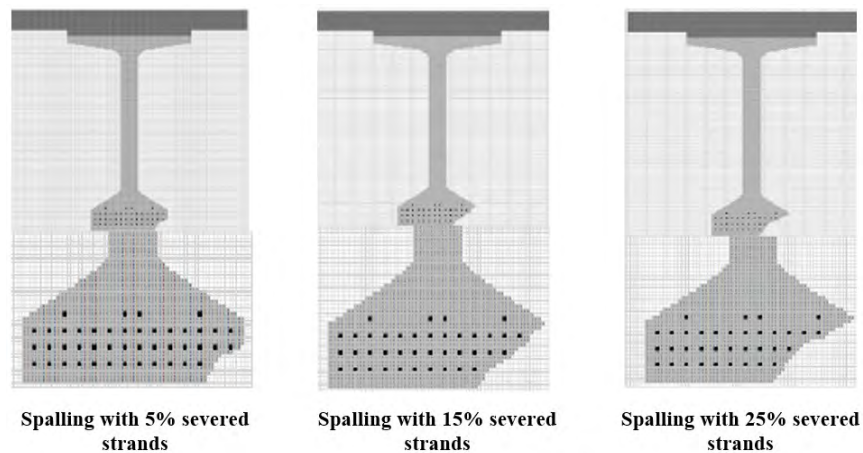 Spalling with 5% severed
strands
Spalling with 15% severed
strands
Spalling with 25% severed
strands